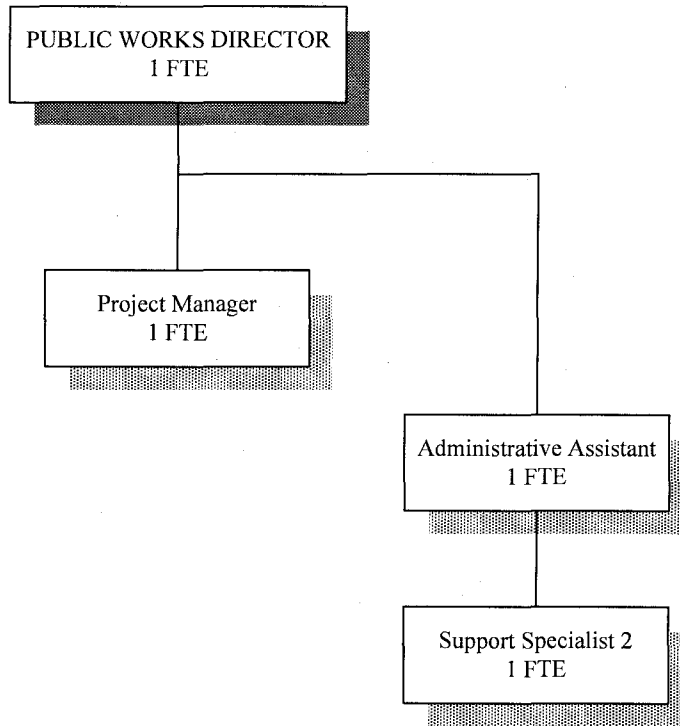 PUBLIC WORKS DIRECTOR
1 FTE
Project Manager
1 FTE
Administrative Assistant
1 FTE
Support Specialist 2
1 FTE